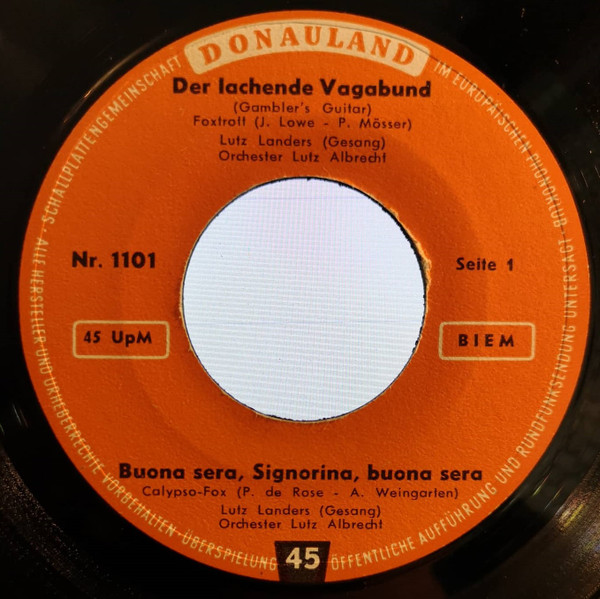 DONAULAND
SCHALLPLATTENGEMEINSCHAFT
IM EUROPÄISCHEN PHONOKLUB ·
Der lachende Vagabund
(Gambler's Guitar)
Foxtrott (J. Lowe - P. Mösser)
Lutz Landers (Gesang)
Orchester Lutz Albrecht
Nr. 1101
Seite 1
45 UpM
BIEM
Buona sera, Signorina, buona sera
Calypso-Fox (P. de Rose - A. Weingarten)
Lutz Landers (Gesang)
Orchester Lutz Albrecht
45
· ALLE HERSTELLER-UND URHEBERRECHTE VORBEHALTEN·ÜBERSPIELUNG
ÖFFENTLICHE AUFFÜHRUNG UND RUNDFUNKSENDUNG UNTERSAGT